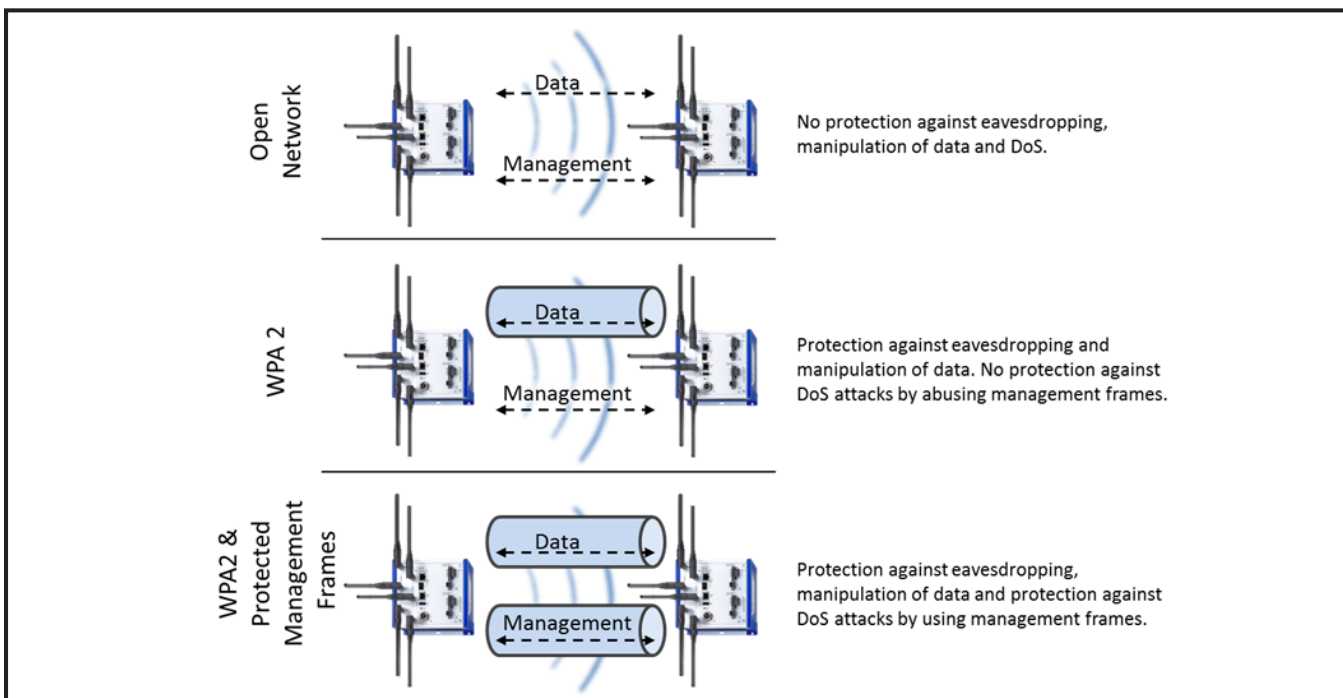 Open
Network
Data
Management
No protection against eavesdropping,
manipulation of data and DoS.
WPA 2
Data
Management
Protection against eavesdropping and
manipulation of data. No protection against
DoS attacks by abusing management frames.
WPA2 &
Protected
Management
Frames
Data
Management
Protection against eavesdropping,
manipulation of data and protection against
DoS attacks by using management frames.